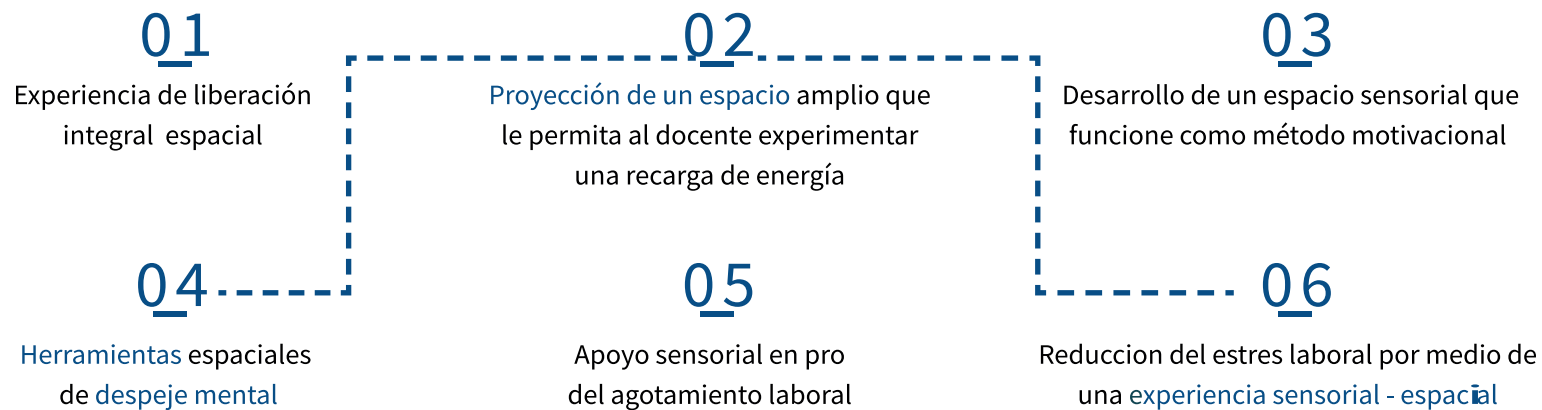 01
Experiencia de liberación
integral espacial
02
Proyección de un espacio amplio que
le permita al docente experimentar
una recarga de energía
03
Desarrollo de un espacio sensorial que
funcione como método motivacional
04
Herramientas espaciales
de despeje mental
05
Apoyo sensorial en pro
del agotamiento laboral
06
Reduccion del estres laboral por medio de
una experiencia sensorial - espacial